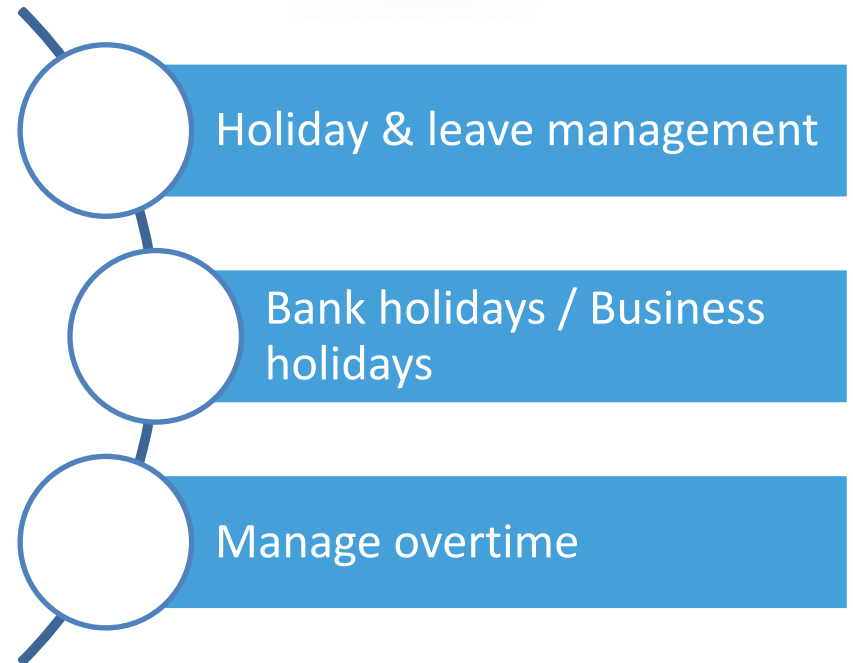 Holiday & leave management
Bank holidays / Business
holidays
Manage overtime